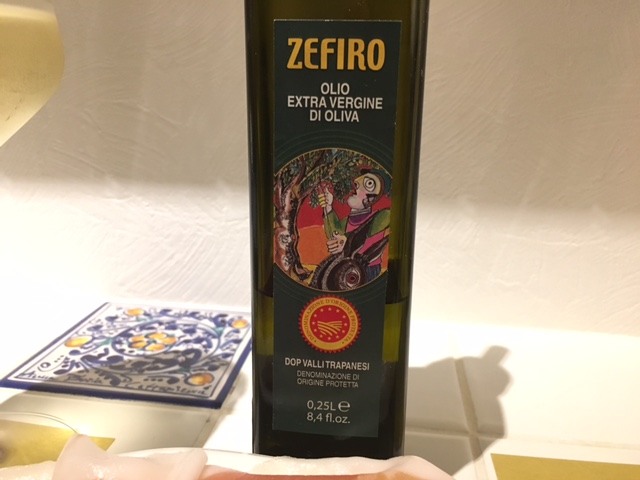 ZEFIRO
OLIO
EXTRA VERGINE
DI OLIVA
DOP VALLI TRAPANESI
DENOMINAZIONE DI
ORIGINE PROTETTA
0,25L e
8,4 fl.oz.